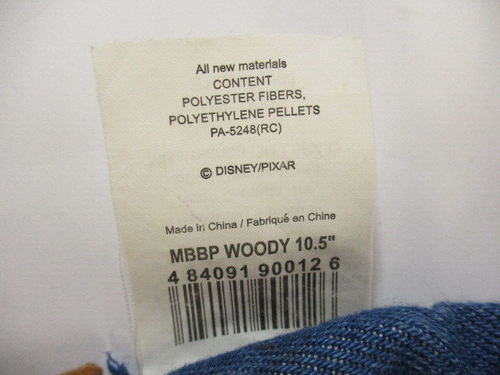 All new materials
CONTENT
POLYESTER FIBERS,
POLYETHYLENE PELLETS
PA-5248(RC)
© DISNEY/PIXAR
Made in China / Fabriqué en Chine
MBBP WOODY 10.5"
4 84091 90012 6